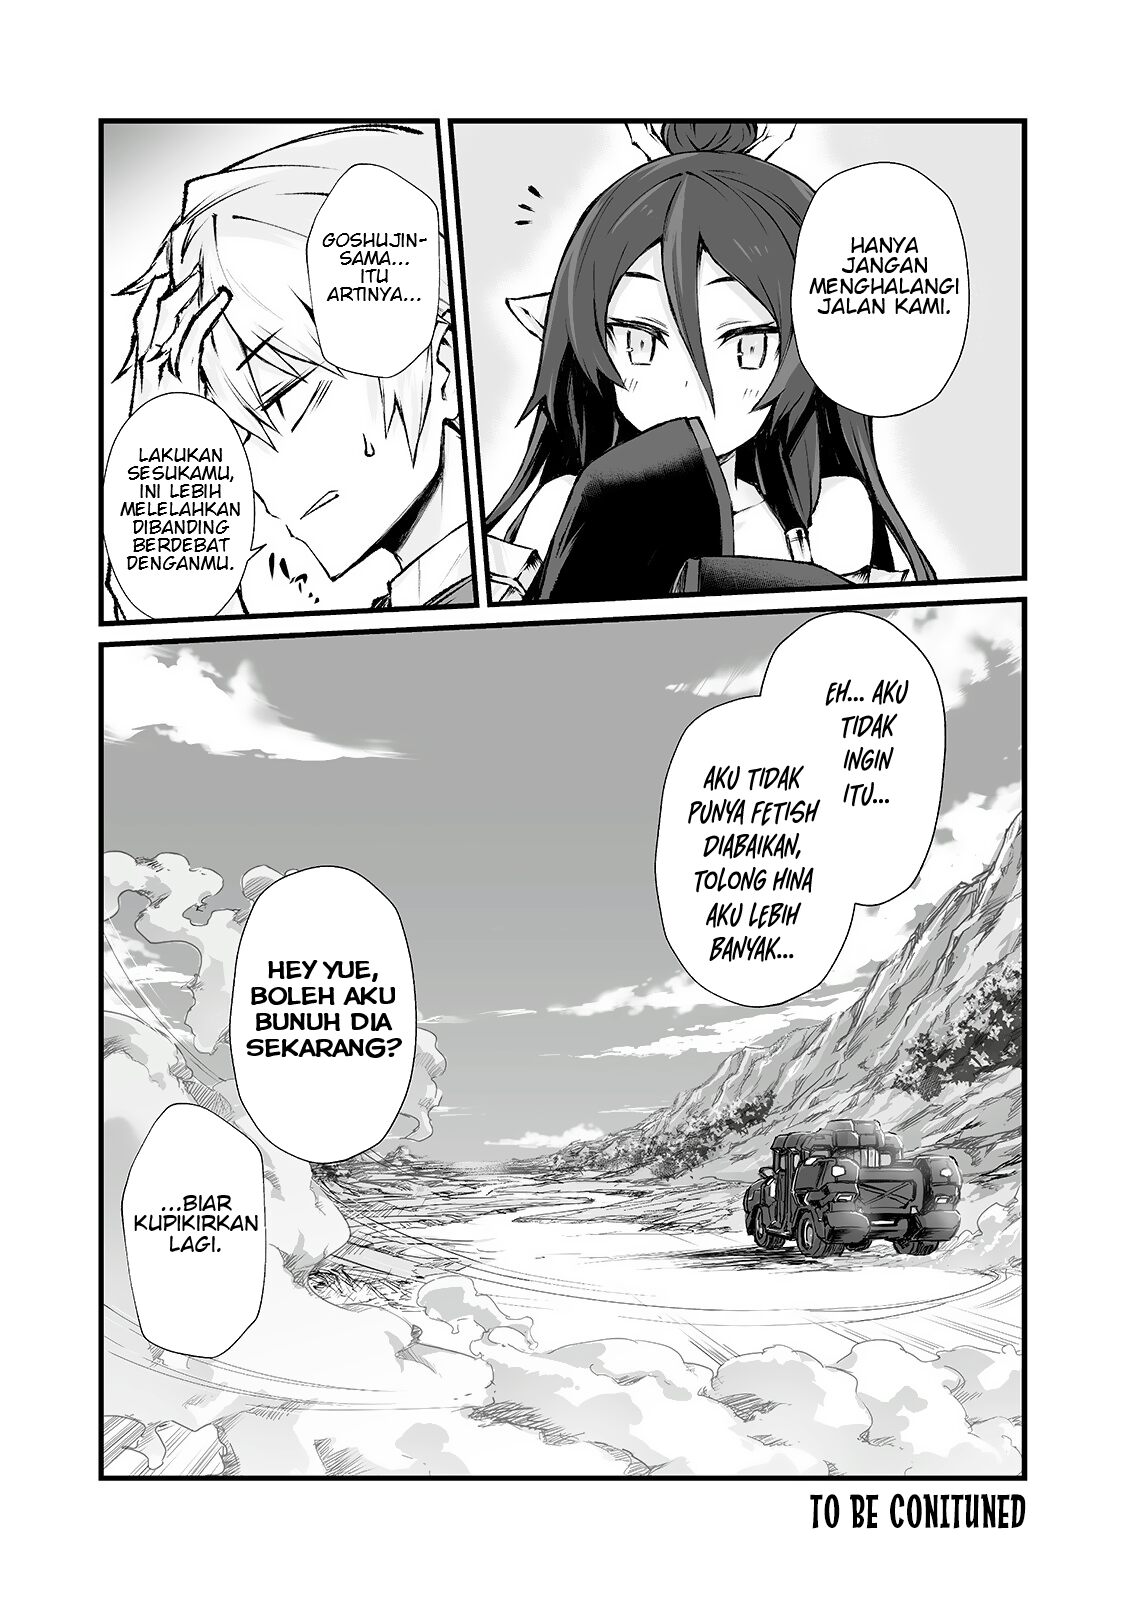 HANYA
JANGAN
MENGHALANGI
JALAN KAMI.
GOSHUJIN-
SAMA...
ITU
ARTINYA...
LAKUKAN
SESUKAMU,
INI LEBIH
MELELAHKAN
DIBANDING
BERDEBAT
DENGANMU.
EH... AKU
TIDAK
INGIN
ITU...
AKU TIDAK
PUNYA FETISH
DIABAIKAN,
TOLONG HINA
AKU LEBIH
BANYAK...
HEY YUE,
BOLEH AKU
BUNUH DIA
SEKARANG?
...BIAR
KUPIKIRKAN
LAGI.
TO BE CONITUNED